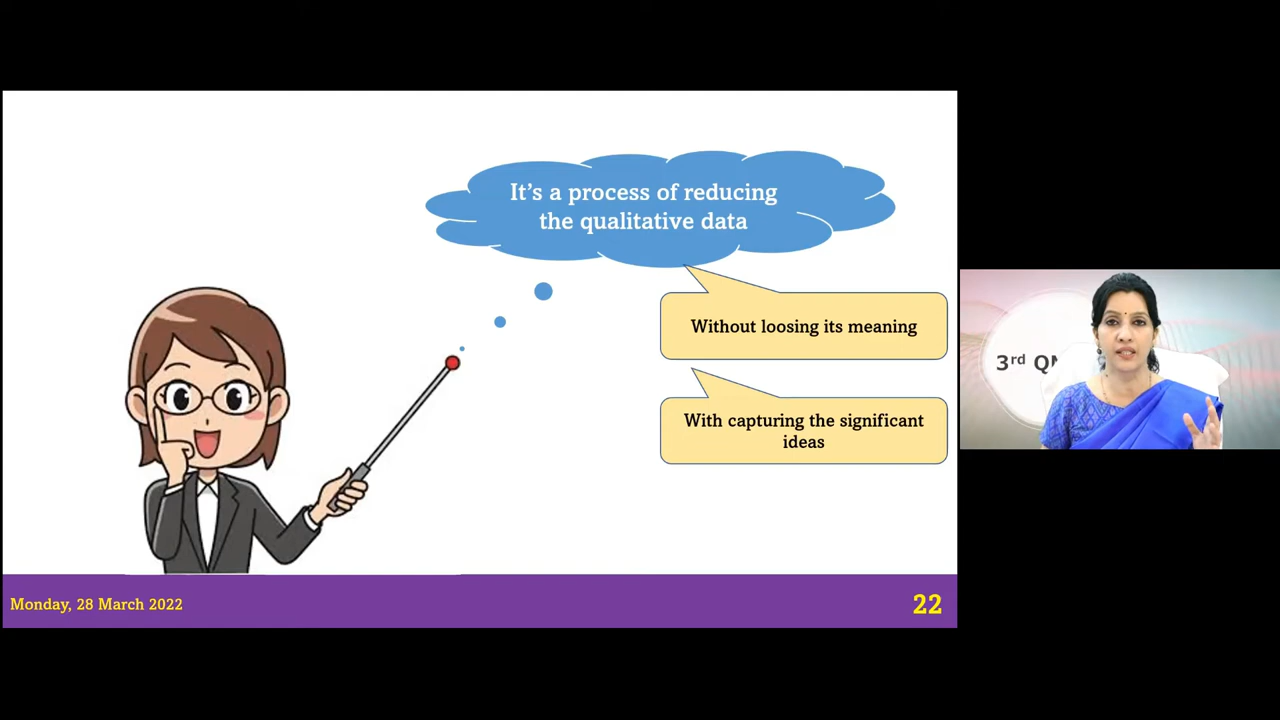 It's a process of reducing
the qualitative data
Without loosing its meaning
With capturing the significant
ideas
3rd
Monday, 28 March 2022
22